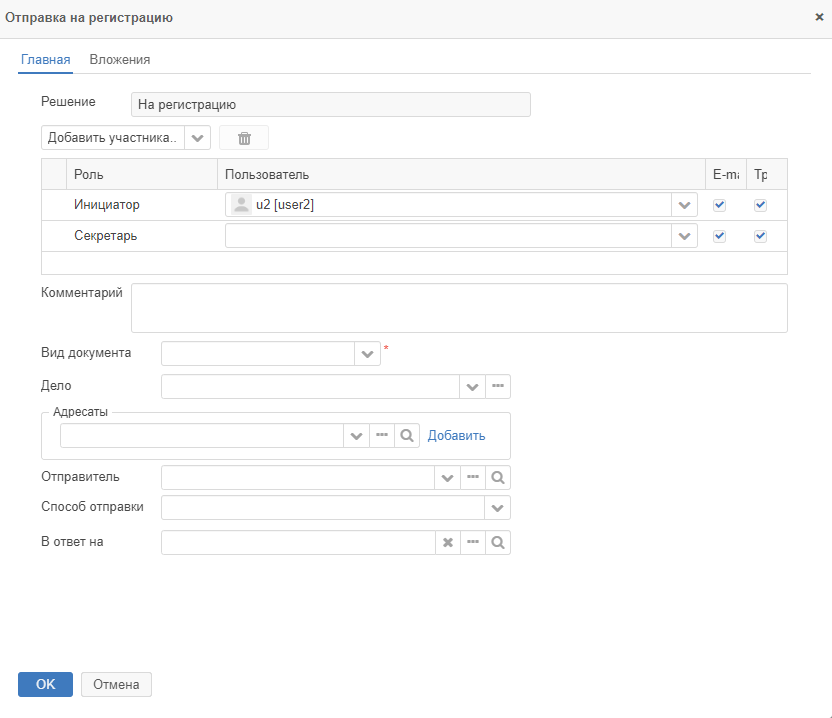 Отправка на регистрацию
Главная Вложения
Решение На регистрацию
Добавить участника..
Роль Пользователь E-ma Тр
Инициатор u2 [user2]
Секретарь
Комментарий
Вид документа *
Дело
Адресаты
Добавить
Отправитель
Способ отправки
В ответ на
OK Отмена